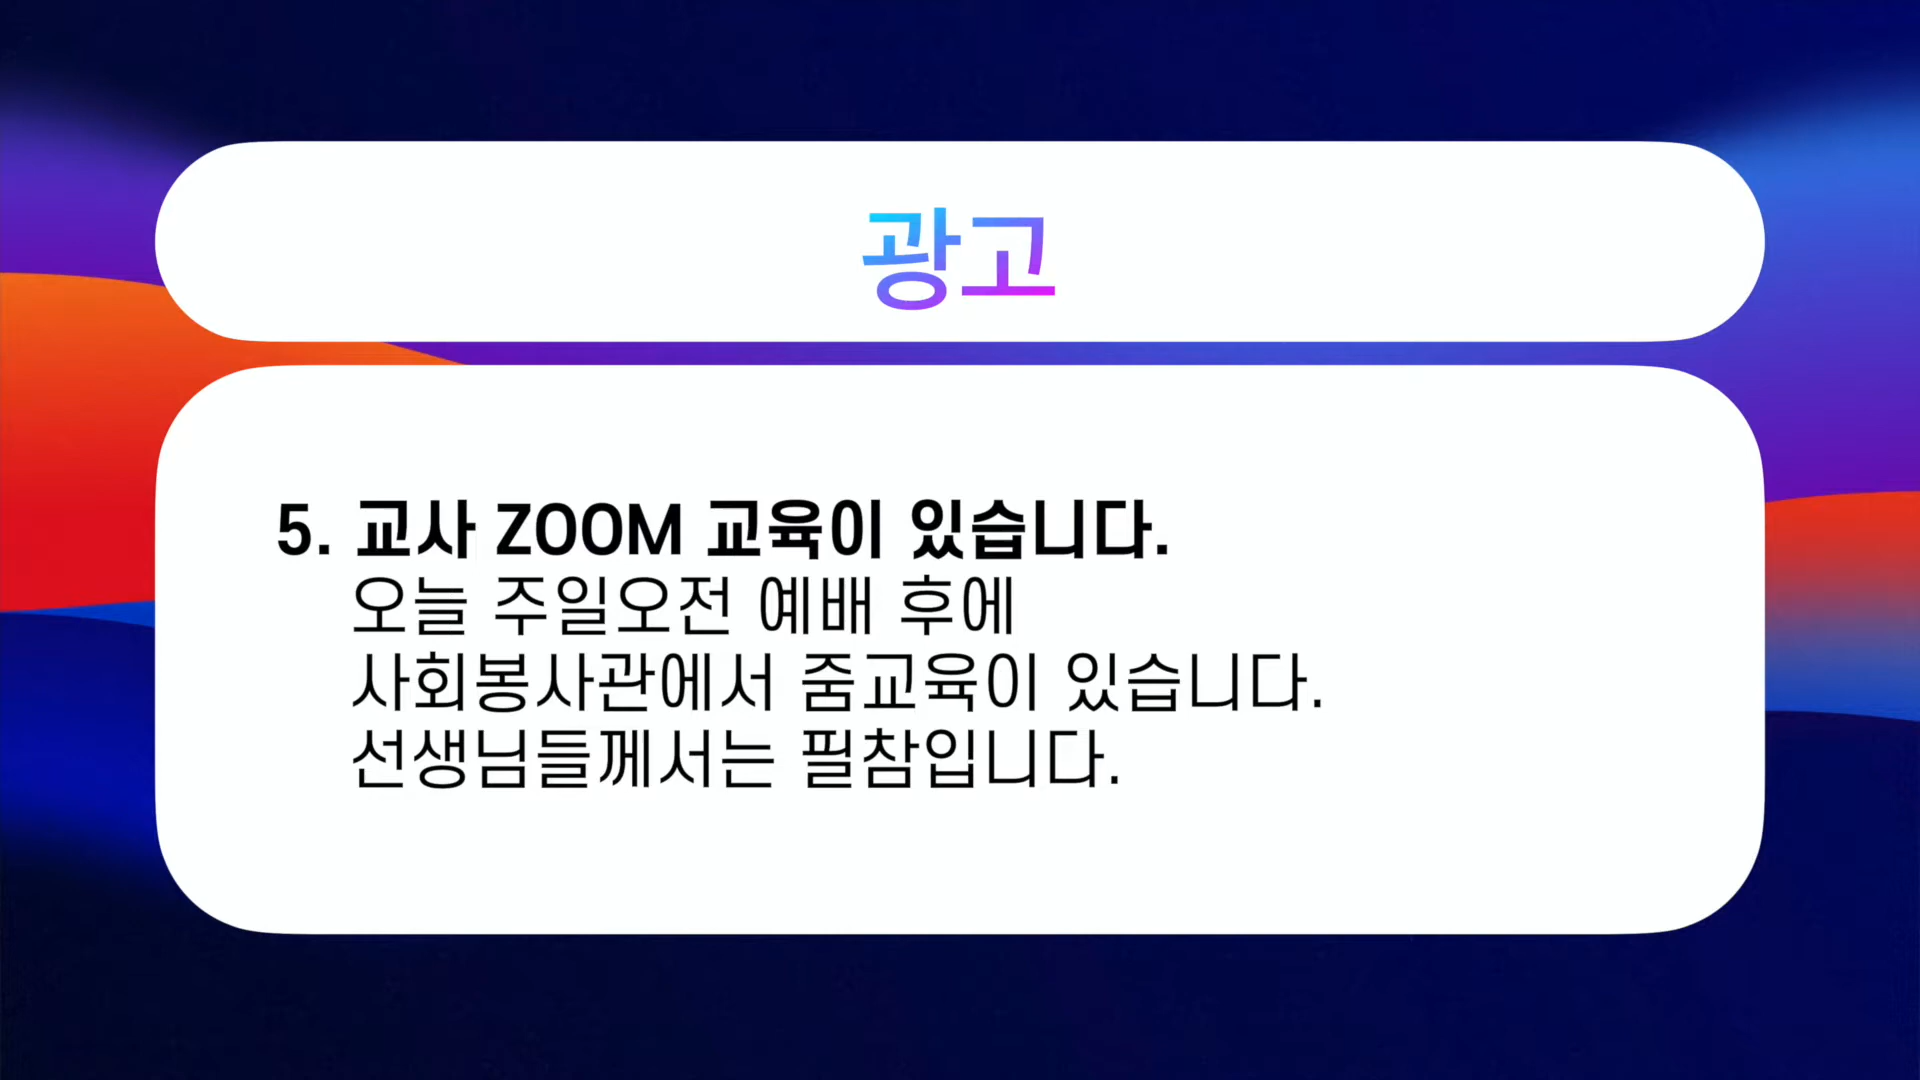 광고
5. 교사 ZOOM 교육이 있습니다.
오늘 주일오전 예배 후에
사회봉사관에서 줌교육이 있습니다.
선생님들께서는 필참입니다.